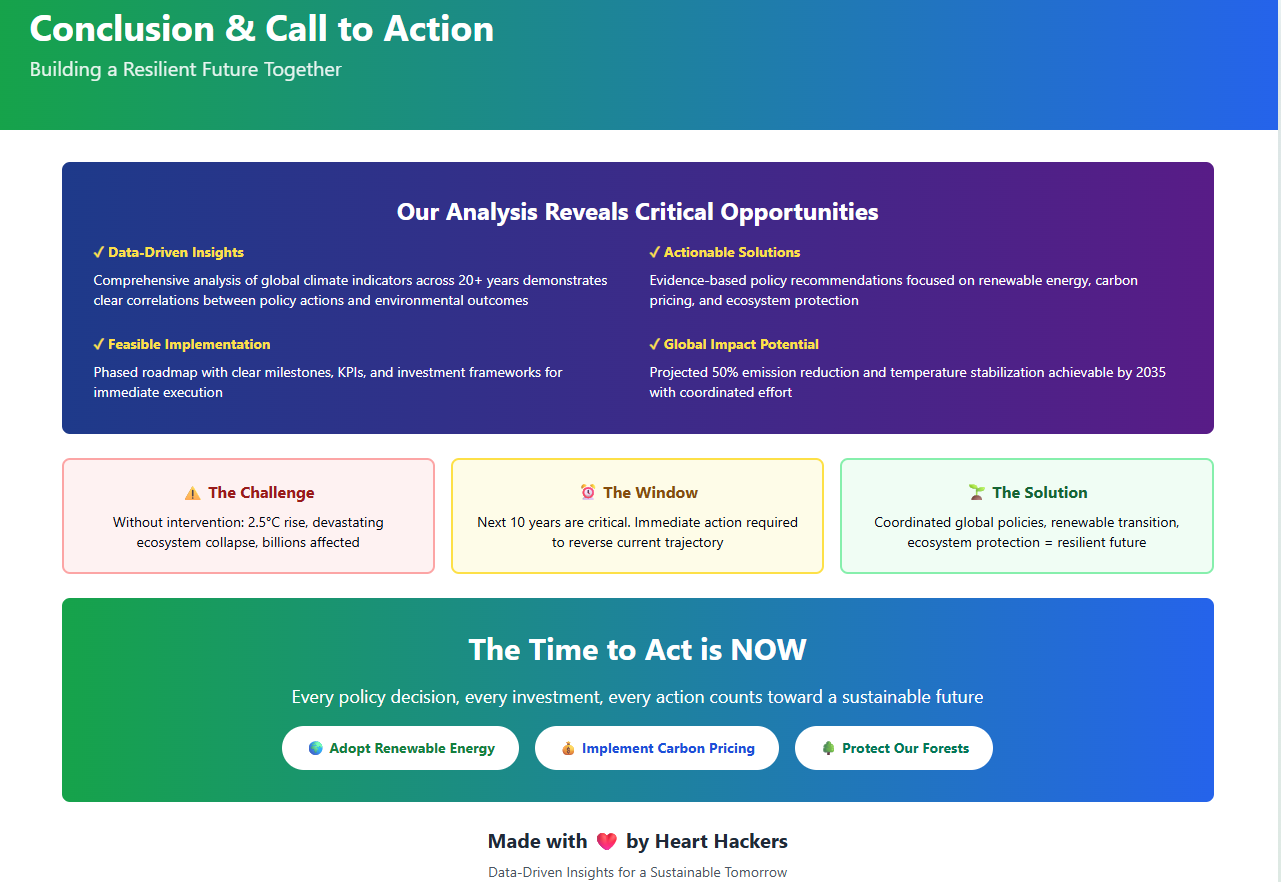 Conclusion & Call to Action
Building a Resilient Future Together
Our Analysis Reveals Critical Opportunities
✓ Data-Driven Insights
Comprehensive analysis of global climate indicators across 20+ years demonstrates
clear correlations between policy actions and environmental outcomes
✓ Actionable Solutions
Evidence-based policy recommendations focused on renewable energy, carbon
pricing, and ecosystem protection
✓ Feasible Implementation
Phased roadmap with clear milestones, KPIs, and investment frameworks for
immediate execution
✓ Global Impact Potential
Projected 50% emission reduction and temperature stabilization achievable by 2035
with coordinated effort
⚠️ The Challenge
Without intervention: 2.5°C rise, devastating
ecosystem collapse, billions affected
⏰ The Window
Next 10 years are critical. Immediate action required
to reverse current trajectory
🌱 The Solution
Coordinated global policies, renewable transition,
ecosystem protection = resilient future
The Time to Act is NOW
Every policy decision, every investment, every action counts toward a sustainable future
🌍 Adopt Renewable Energy
💰 Implement Carbon Pricing
🌳 Protect Our Forests
Made with ❤️ by Heart Hackers
Data-Driven Insights for a Sustainable Tomorrow